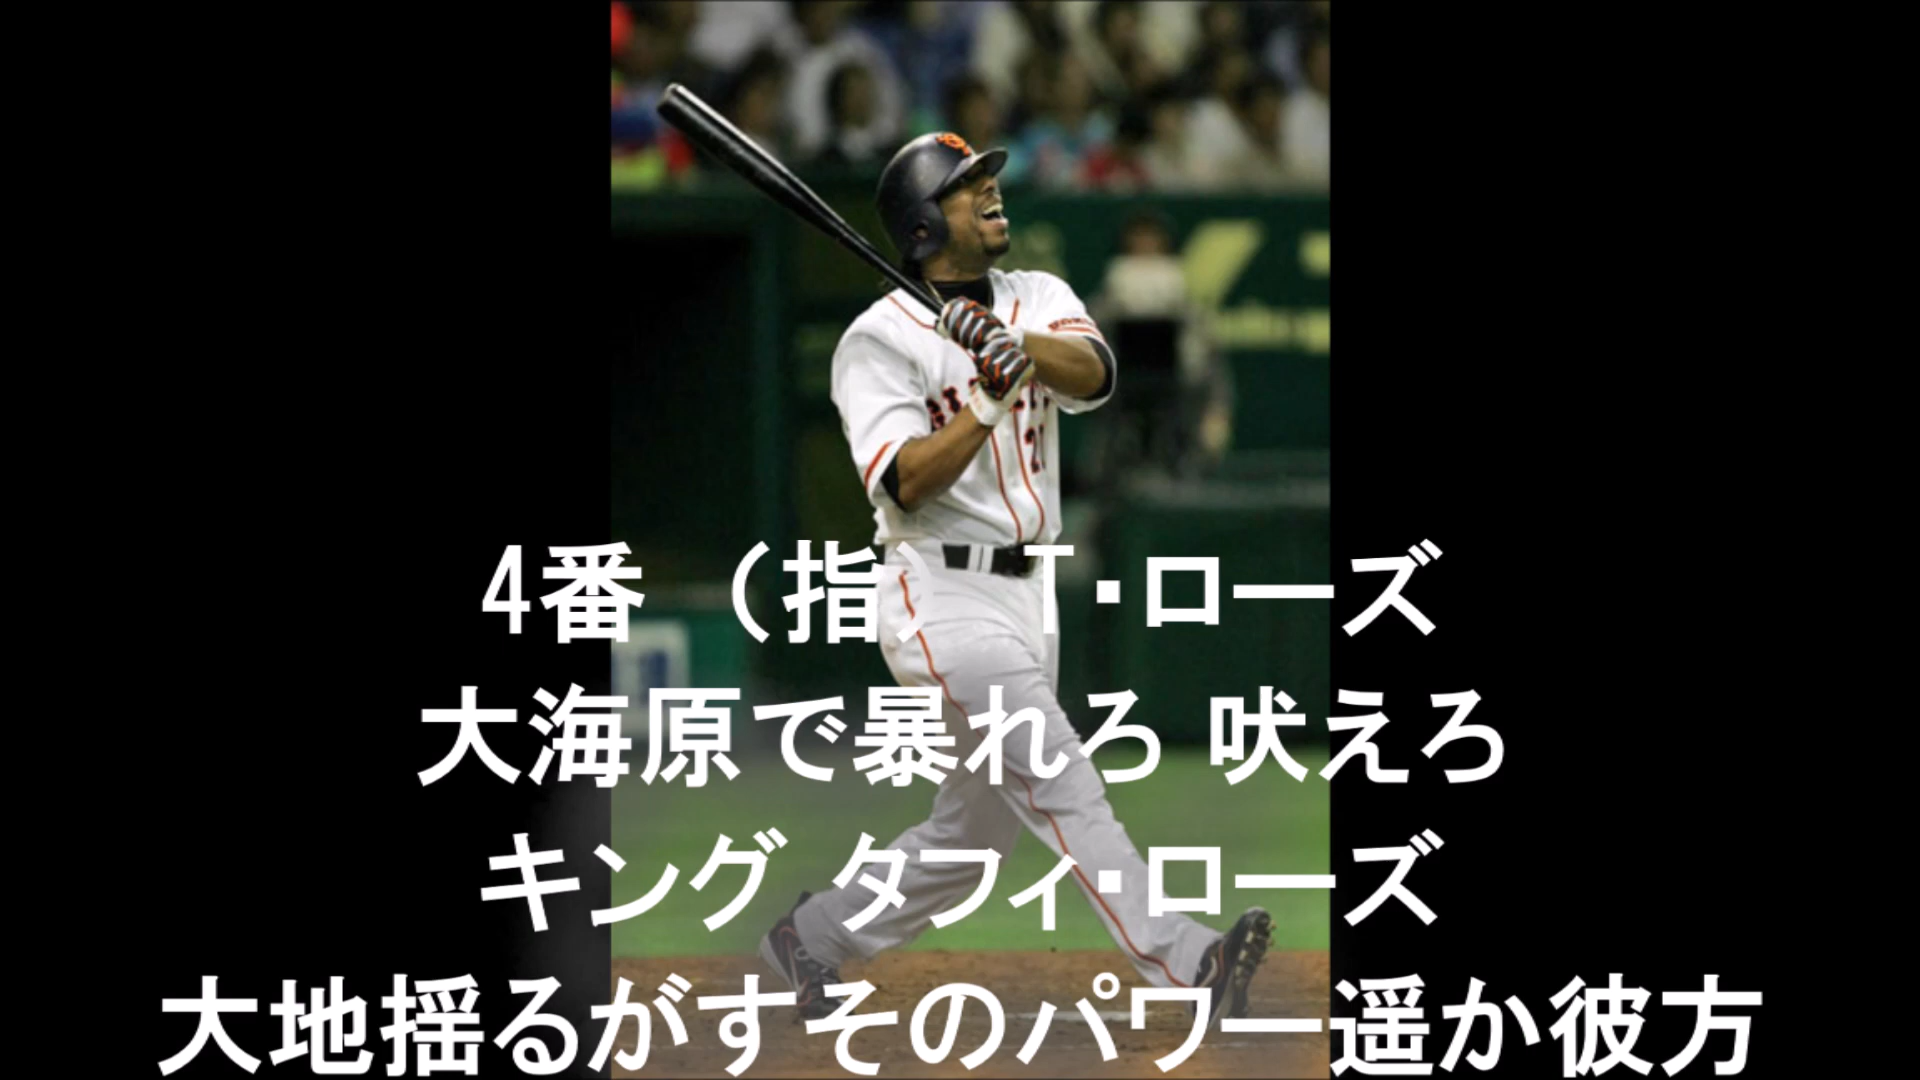 4番 （指） T・ローズ
大海原で暴れろ 吠えろ
キング タフィ・ローズ
大地揺るがすそのパワー遥か彼方